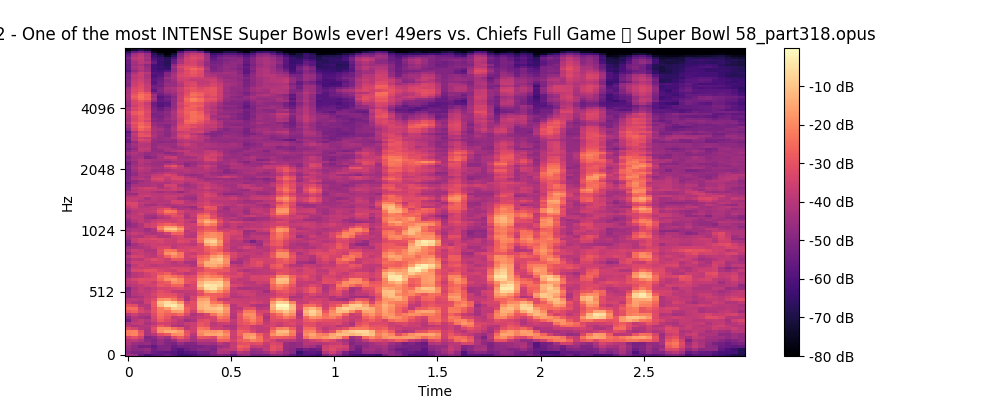 2 - One of the most INTENSE Super Bowls ever! 49ers vs. Chiefs Full Game Super Bowl 58_part318.opus
Hz
4096
2048
1024
512
0
0 0.5 1 1.5 2 2.5
Time
-10 dB
-20 dB
-30 dB
-40 dB
-50 dB
-60 dB
-70 dB
-80 dB